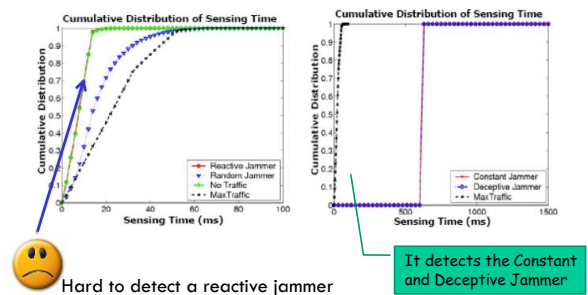 Cumulative Distribution of Sensing Time
Cumulative Distribution
1
0.9
0.8
0.7
0.6
0.5
0.4
0.3
0.2
0.1
0
0
20
40
60
80
100
Sensing Time (ms)
Reactive Jammer
Random Jammer
No Traffic
MaxTraffic
Cumulative Distribution of Sensing Time
Cumulative Distribution
1
0.9
0.8
0.7
0.6
0.5
0.4
0.3
0.2
0.1
0
0
500
1000
1500
Sensing Time (ms)
Constant Jammer
Deceptive Jammer
MaxTraffic
Hard to detect a reactive jammer
It detects the Constant
and Deceptive Jammer